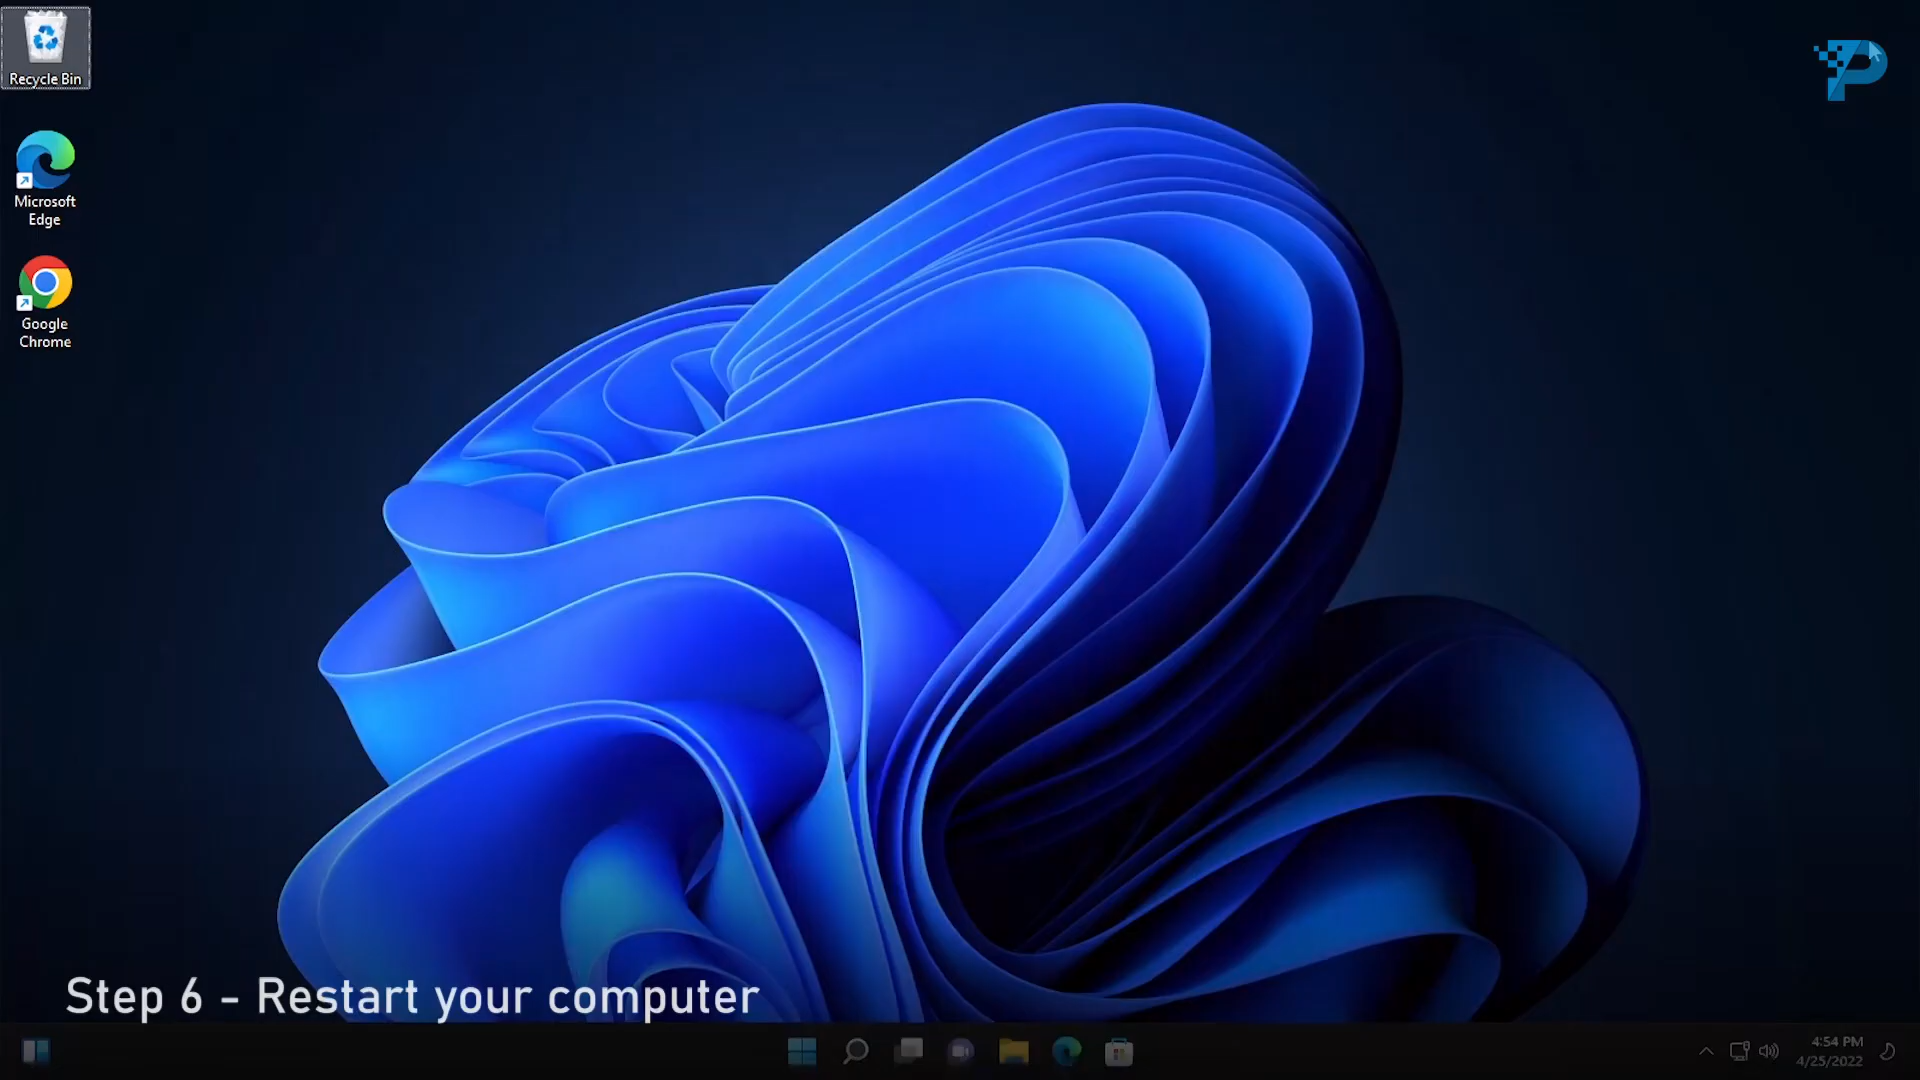 Recycle Bin
Microsoft
Edge
Google
Chrome
Step 6 - Restart your computer
4:54 PM
4/25/2022